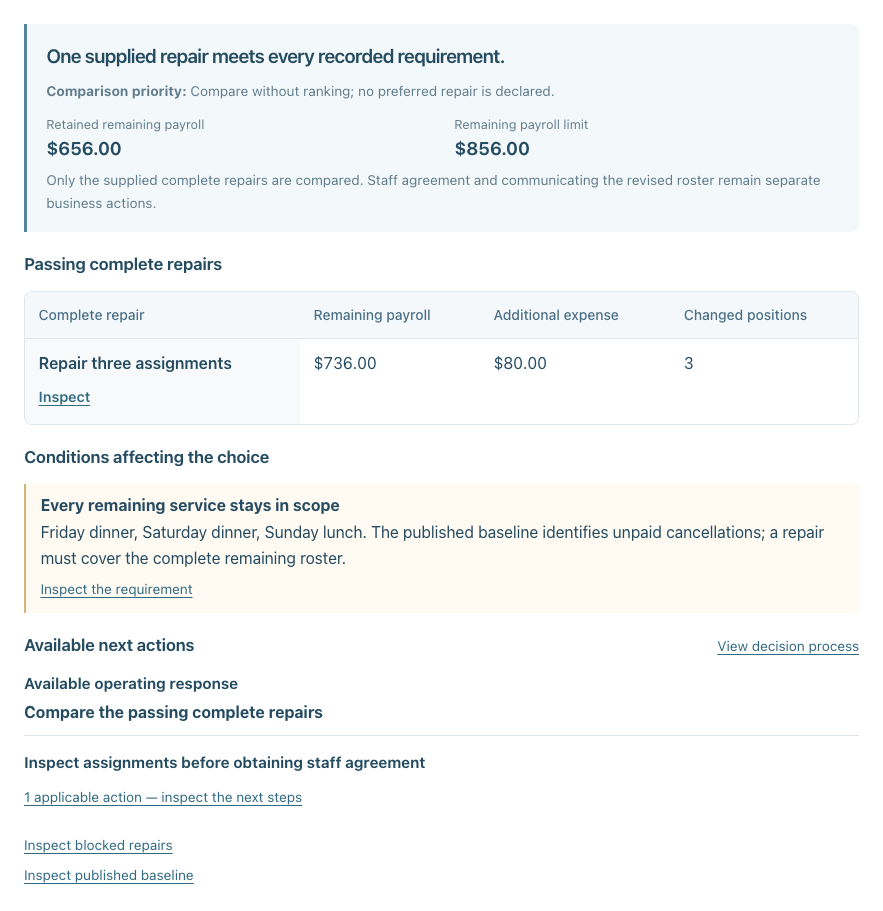 One supplied repair meets every recorded requirement.
Comparison priority: Compare without ranking; no preferred repair is declared.
Retained remaining payroll
$656.00
Remaining payroll limit
$856.00
Only the supplied complete repairs are compared. Staff agreement and communicating the revised roster remain separate
business actions.
Passing complete repairs
Complete repair Remaining payroll Additional expense Changed positions
Repair three assignments $736.00 $80.00 3
Inspect
Conditions affecting the choice
Every remaining service stays in scope
Friday dinner, Saturday dinner, Sunday lunch. The published baseline identifies unpaid cancellations; a repair
must cover the complete remaining roster.
Inspect the requirement
Available next actions
View decision process
Available operating response
Compare the passing complete repairs
Inspect assignments before obtaining staff agreement
1 applicable action — inspect the next steps
Inspect blocked repairs
Inspect published baseline